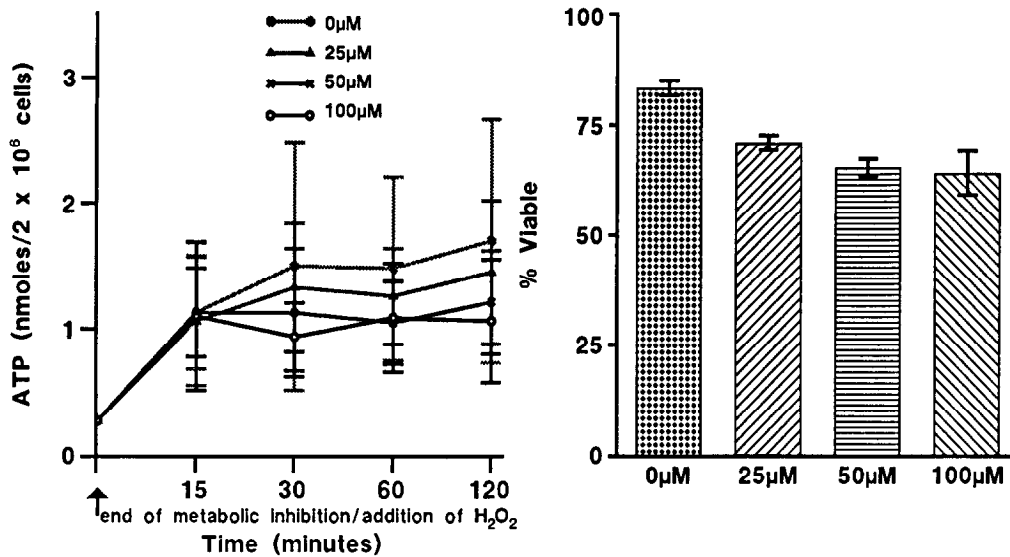 ATP (nmoles/2 x 10⁶ cells)
3
2
1
0
0µM
25µM
50µM
100µM
15 30 60 120
end of metabolic inhibition/addition of H₂O₂
Time (minutes)
% Viable
100
75
50
25
0
0µM 25µM 50µM 100µM